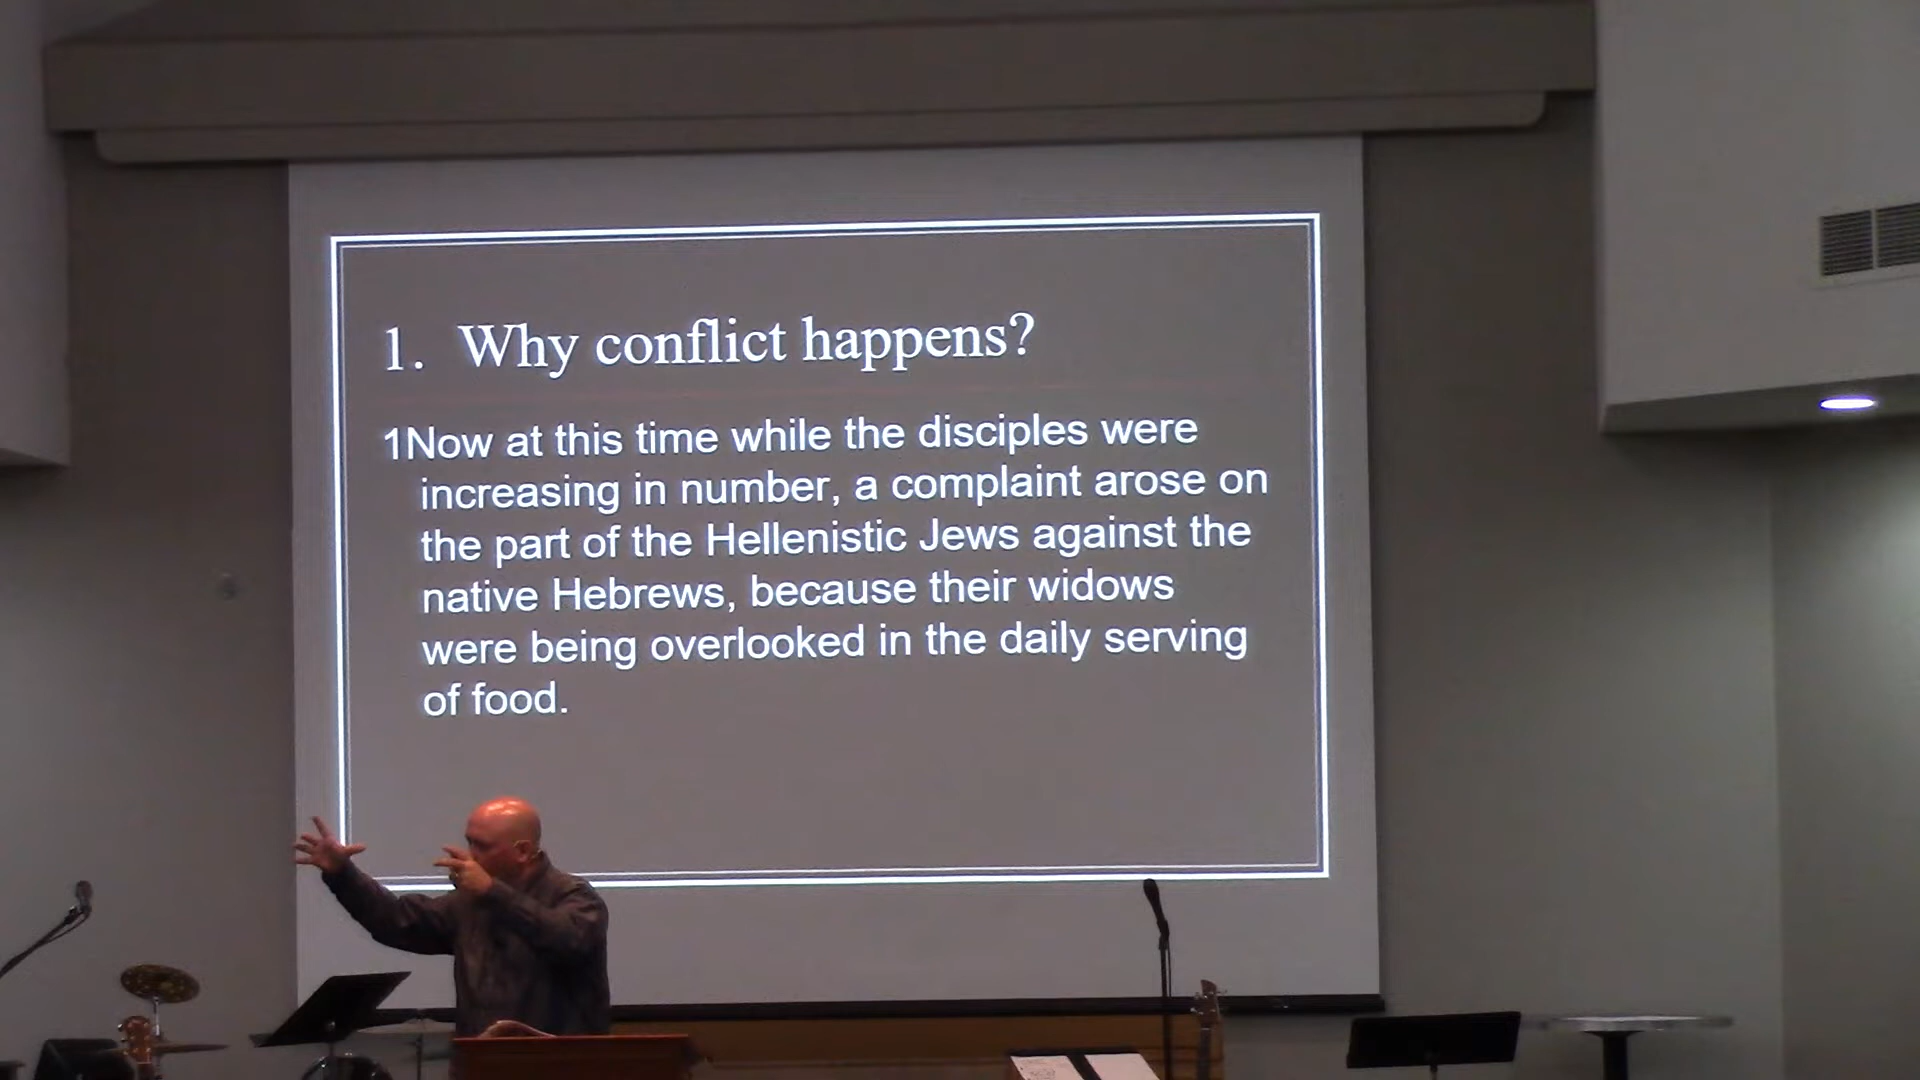 1. Why conflict happens?
1Now at this time while the disciples were
increasing in number, a complaint arose on
the part of the Hellenistic Jews against the
native Hebrews, because their widows
were being overlooked in the daily serving
of food.